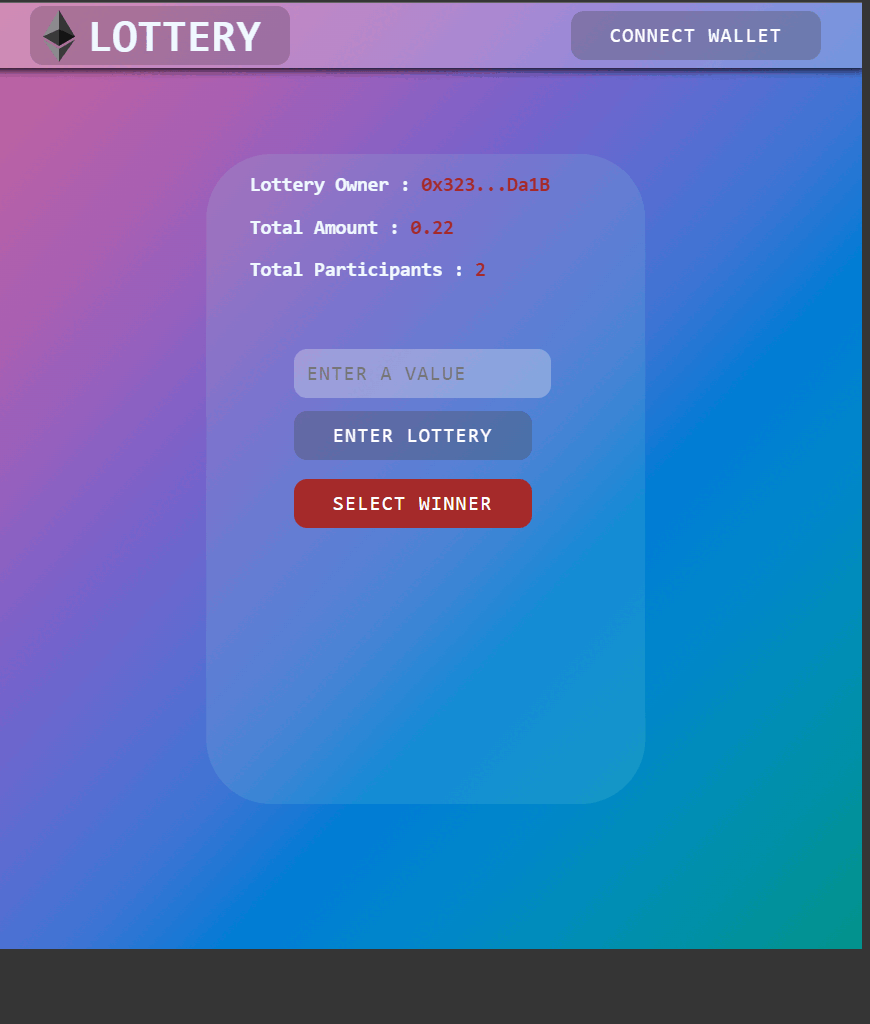 LOTTERY
CONNECT WALLET
Lottery Owner : 0x323...Da1B
Total Amount : 0.22
Total Participants : 2
ENTER A VALUE
ENTER LOTTERY
SELECT WINNER